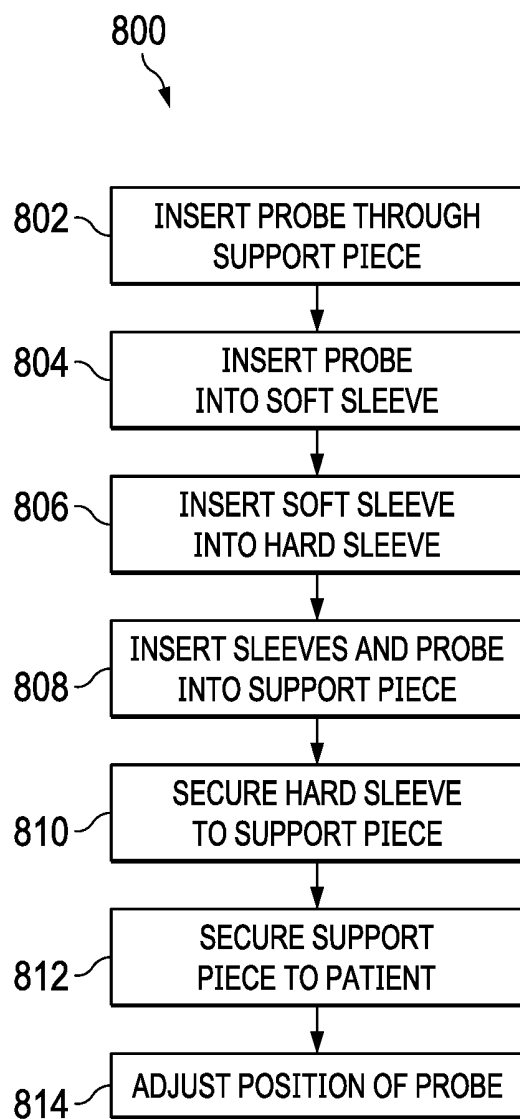 800
802
INSERT PROBE THROUGH
SUPPORT PIECE
804
INSERT PROBE
INTO SOFT SLEEVE
806
INSERT SOFT SLEEVE
INTO HARD SLEEVE
808
INSERT SLEEVES AND PROBE
INTO SUPPORT PIECE
810
SECURE HARD SLEEVE
TO SUPPORT PIECE
812
SECURE SUPPORT
PIECE TO PATIENT
814
ADJUST POSITION OF PROBE